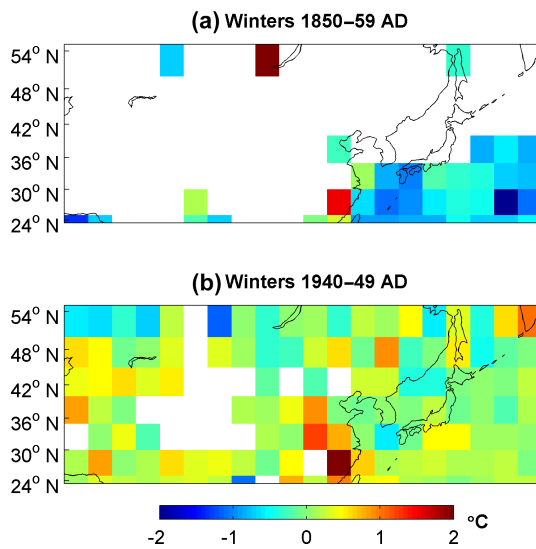 (a) Winters 1850−59 AD
54° N
48° N
42° N
36° N
30° N
24° N
(b) Winters 1940−49 AD
54° N
48° N
42° N
36° N
30° N
24° N
-2 -1 0 1 2 °C